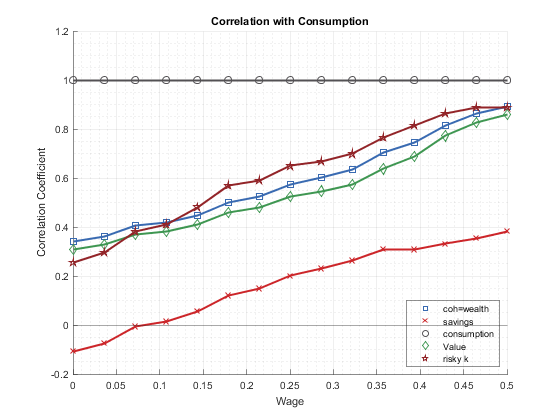 Correlation with Consumption
1.2
1
0.8
0.6
0.4
0.2
0
-0.2
Correlation Coefficient
0 0.05 0.1 0.15 0.2 0.25 0.3 0.35 0.4 0.45 0.5
Wage
coh=wealth
savings
consumption
Value
risky k